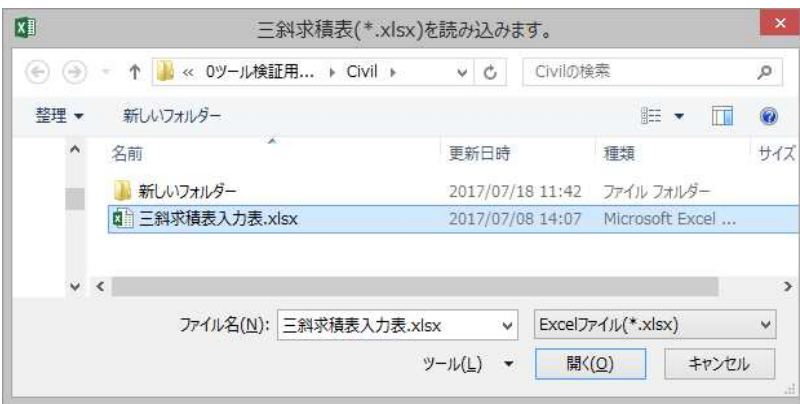 三斜求積表(*.xlsx)を読み込みます。
« 0ツール検証用... Civil Civilの検索
整理 新しいフォルダー
名前 更新日時 種類 サイズ
新しいフォルダー 2017/07/18 11:42 ファイル フォルダー
三斜求積表入力表.xlsx 2017/07/08 14:07 Microsoft Excel ...
ファイル名(N): 三斜求積表入力表.xlsx Excelファイル(*.xlsx)
ツール(L) 開く(O) キャンセル